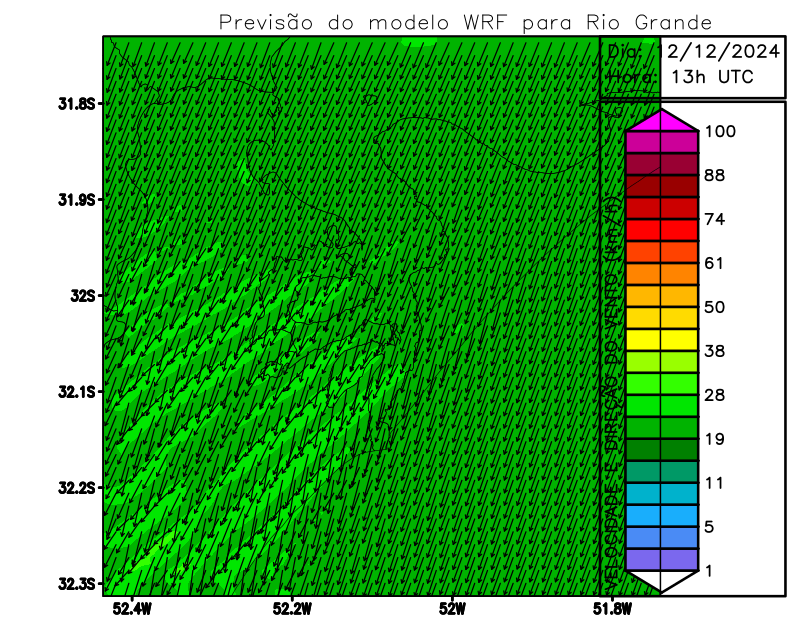 Previsão do modelo WRF para Rio Grande
Dia: 12/12/2024
Hora: 13h UTC
31.8S
31.9S
32S
32.1S
32.2S
32.3S
52.4W
52.2W
52W
51.8W
VELOCIDADE E DIREÇÃO DO VENTO (km/h)
100
88
74
61
50
38
28
19
11
5
1